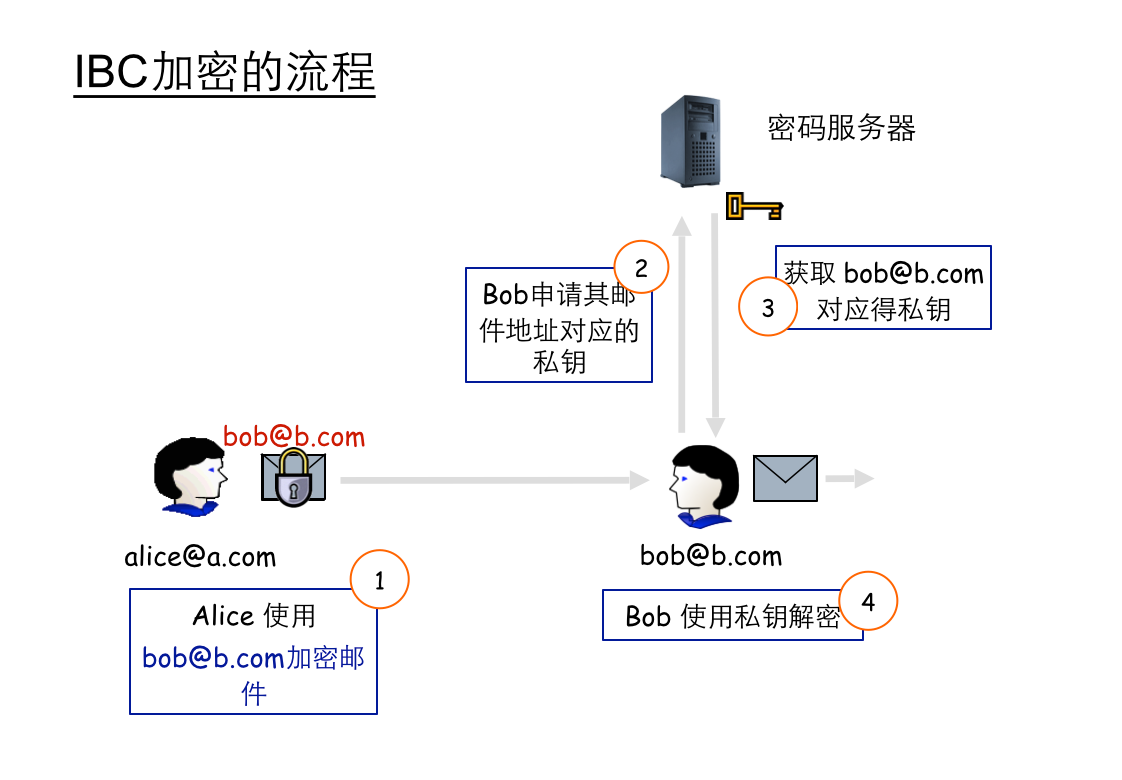 IBC加密的流程
密码服务器
2
Bob申请其邮
件地址对应的
私钥
获取 bob@b.com
3
对应得私钥
bob@b.com
alice@a.com
bob@b.com
1
Alice 使用
bob@b.com加密邮
件
4
Bob 使用私钥解密